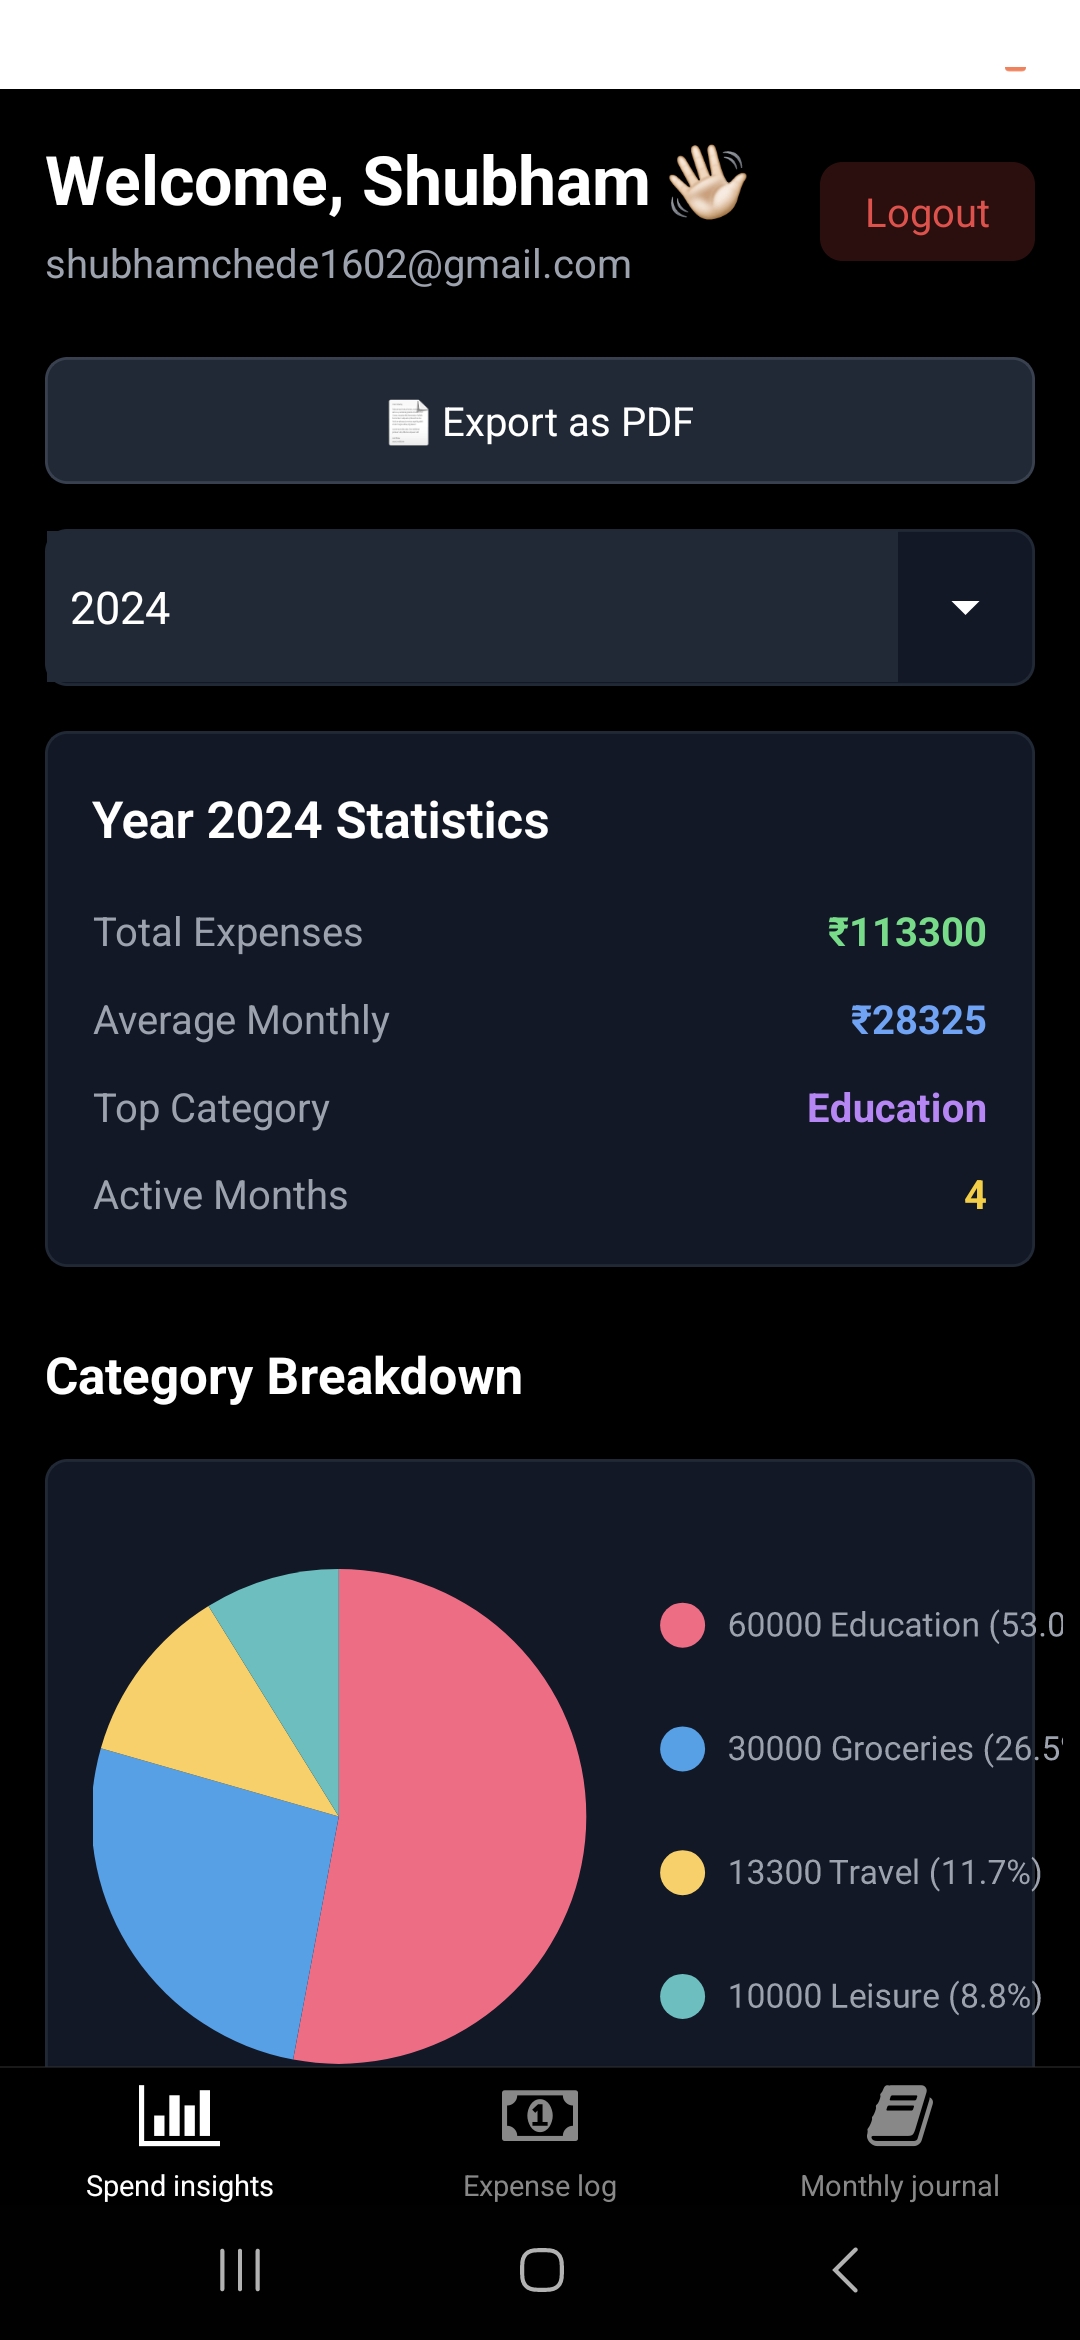 Welcome, Shubham 👋🏻
Logout
shubhamchede1602@gmail.com
📄 Export as PDF
2024
Year 2024 Statistics
Total Expenses ₹113300
Average Monthly ₹28325
Top Category Education
Active Months 4
Category Breakdown
60000 Education (53.0
30000 Groceries (26.5
13300 Travel (11.7%)
10000 Leisure (8.8%)
Spend insights
Expense log
Monthly journal